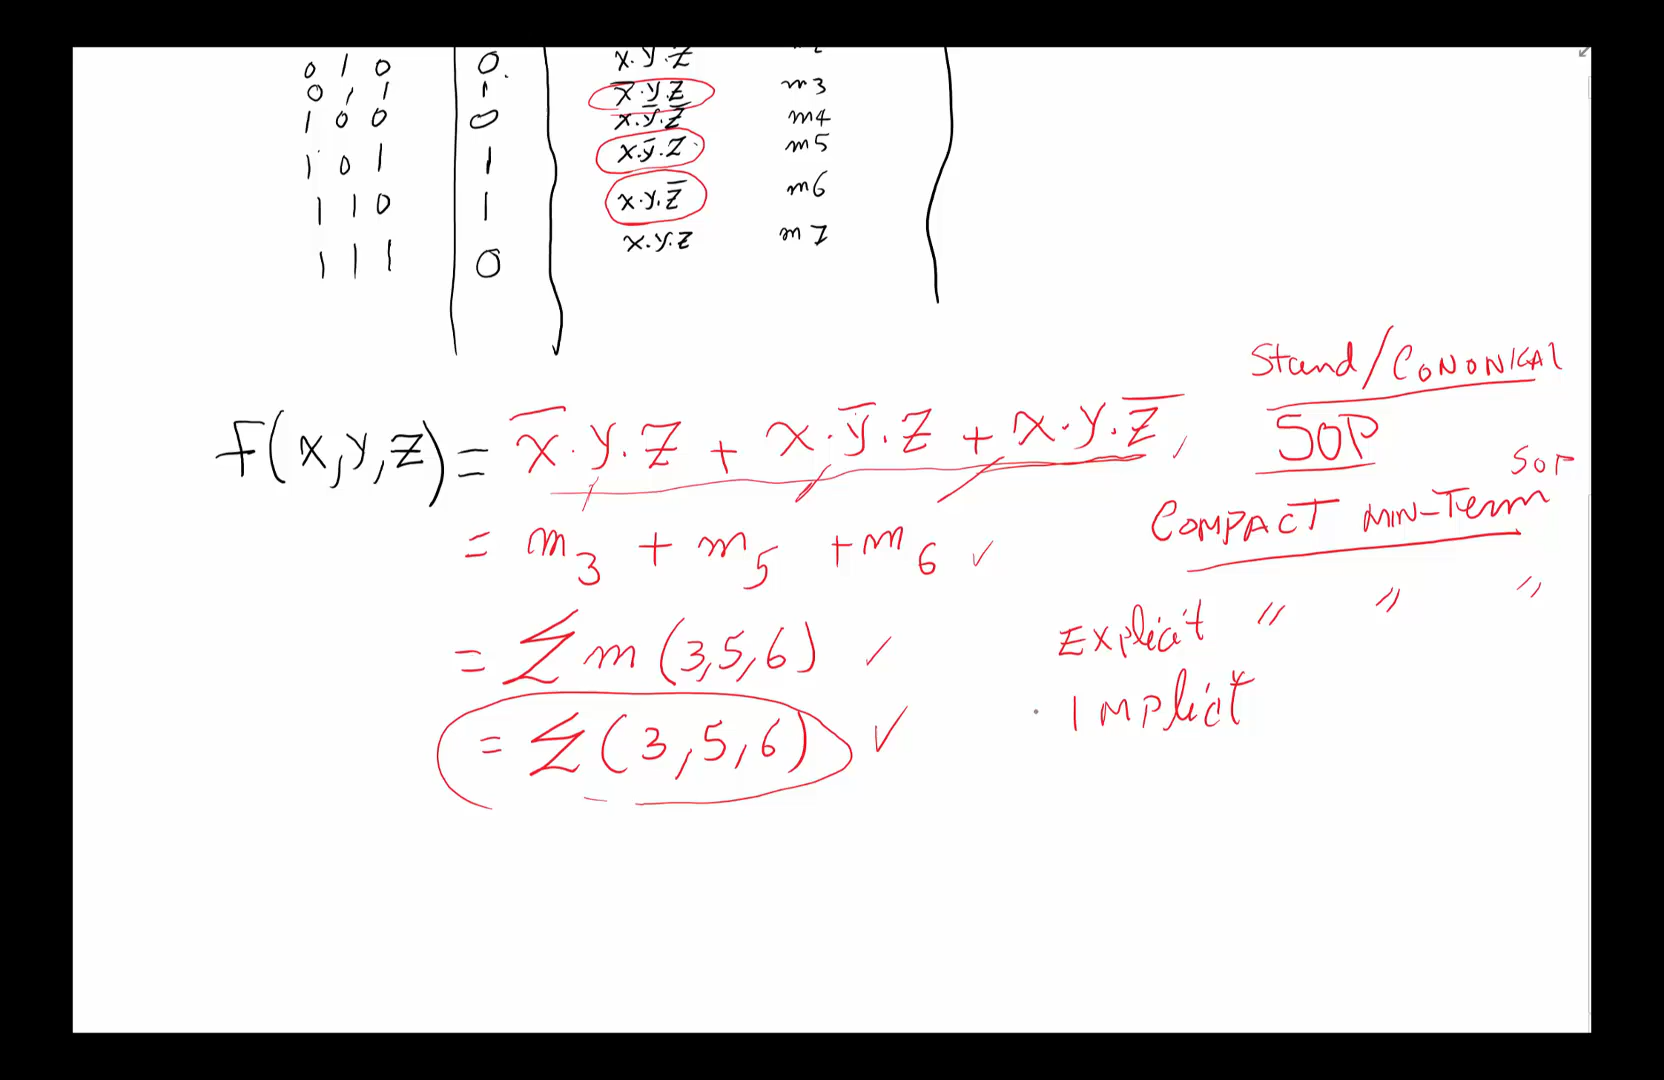 0 1 0 0 x.y.z̅
0 1 1 1 x̅.y.z m3
1 0 0 0 x.y̅.z̅ m4
1 0 1 1 x.y̅.z m5
1 1 0 1 x.y.z̅ m6
1 1 1 0 x.y.z m7
Stand/CONONICAL
F(x,y,z) = x̅.y.z + x.y̅.z + x.y.z̅, SOP
SOP
COMPACT MIN-Term
= m3 + m5 + m6 ✓
Explicit " " "
= Σ m (3,5,6) ✓
Implicit
= Σ (3,5,6) ✓